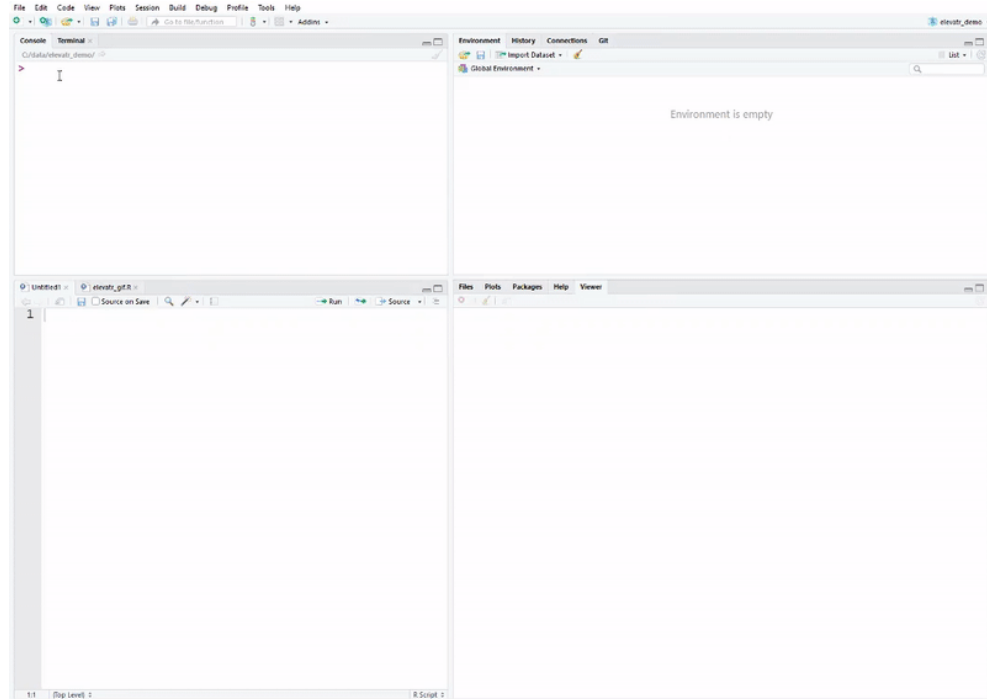 File Edit Code View Plots Session Build Debug Profile Tools Help
Go to file/function Addins elevatr_demo
Console Terminal
C:/data/elevatr_demo/
>
Environment History Connections Git
Import Dataset List
Global Environment
Environment is empty
Untitled1 elevatr_gif.R
Source on Save Run Source
1
1:1 (Top Level) R Script
Files Plots Packages Help Viewer